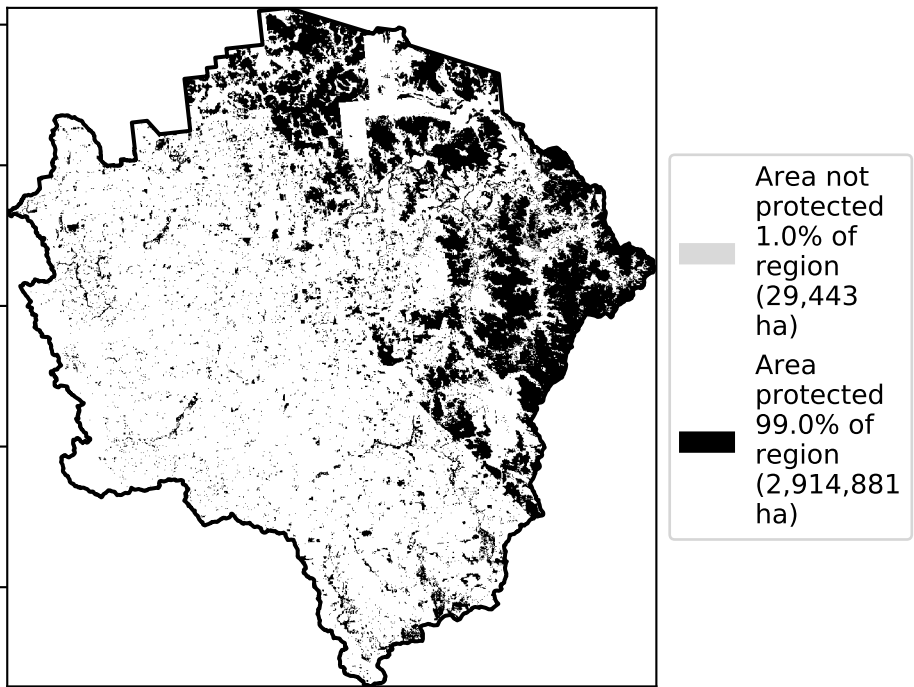 Area not
protected
1.0% of
region
(29,443
ha)
Area
protected
99.0% of
region
(2,914,881
ha)